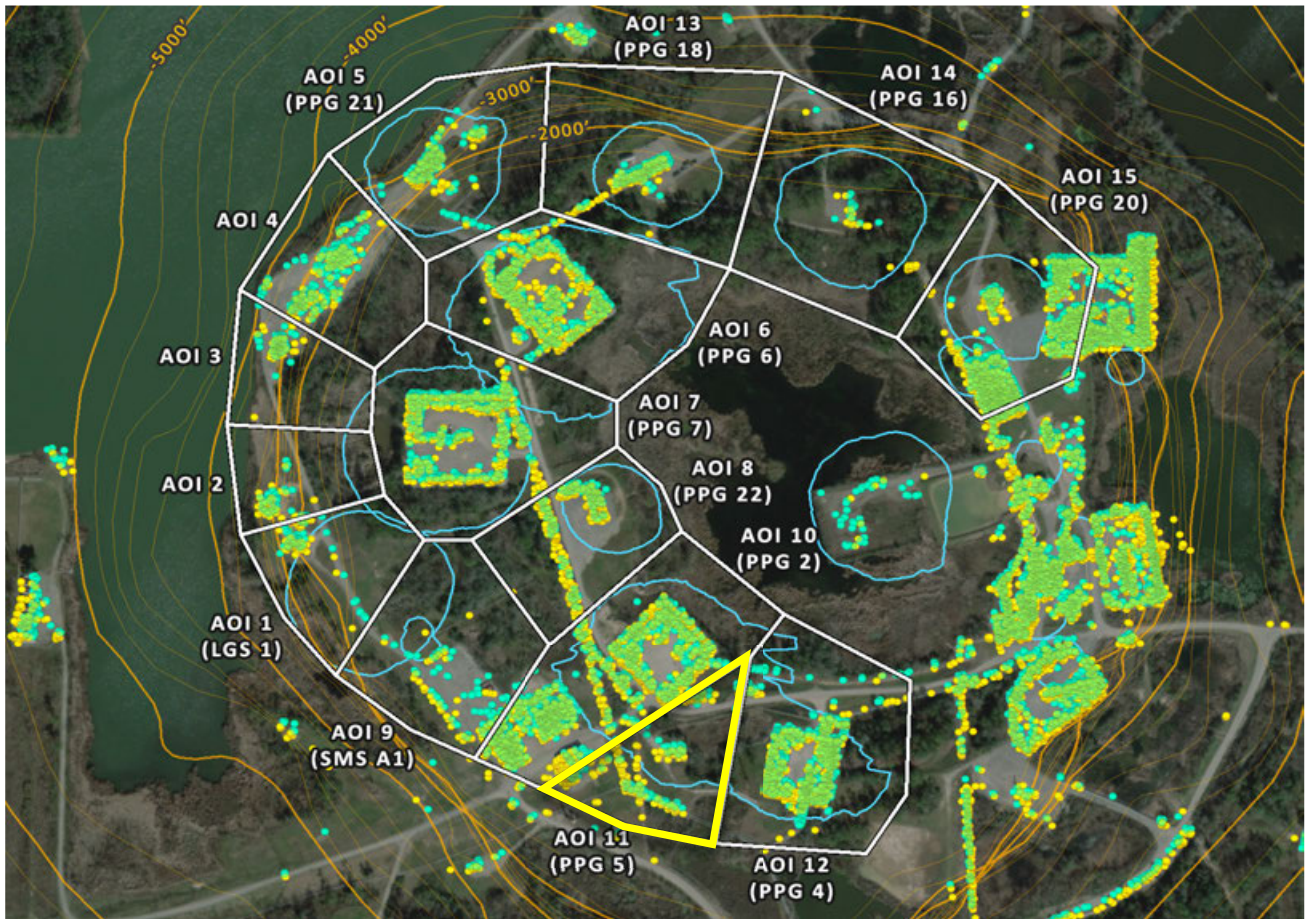 -5000'
-4000'
AOI 13
(PPG 18)
AOI 5
(PPG 21)
AOI 14
(PPG 16)
-3000'
-2000'
AOI 15
(PPG 20)
AOI 4
AOI 3
AOI 6
(PPG 6)
AOI 7
(PPG 7)
AOI 2
AOI 8
(PPG 22)
AOI 10
(PPG 2)
AOI 1
(LGS 1)
AOI 9
(SMS A1)
AOI 11
(PPG 5)
AOI 12
(PPG 4)